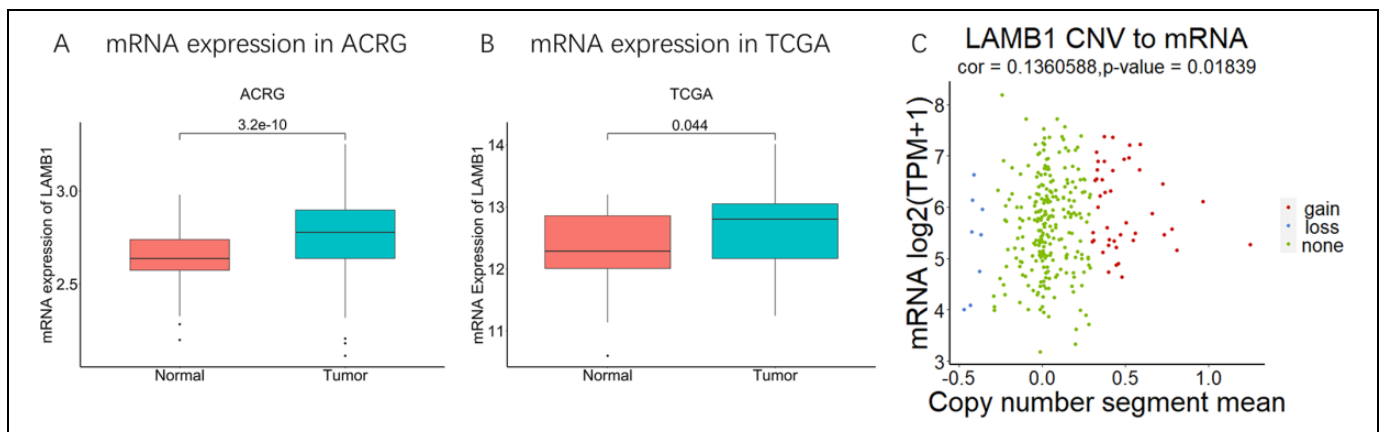 A mRNA expression in ACRG
ACRG
3.2e-10
mRNA expression of LAMB1
3.0
2.5
Normal Tumor
B mRNA expression in TCGA
TCGA
0.044
mRNA Expression of LAMB1
14
13
12
11
Normal Tumor
C LAMB1 CNV to mRNA
cor = 0.1360588,p-value = 0.01839
mRNA log2(TPM+1)
8
7
6
5
4
3
-0.5 0.0 0.5 1.0
Copy number segment mean
gain
loss
none